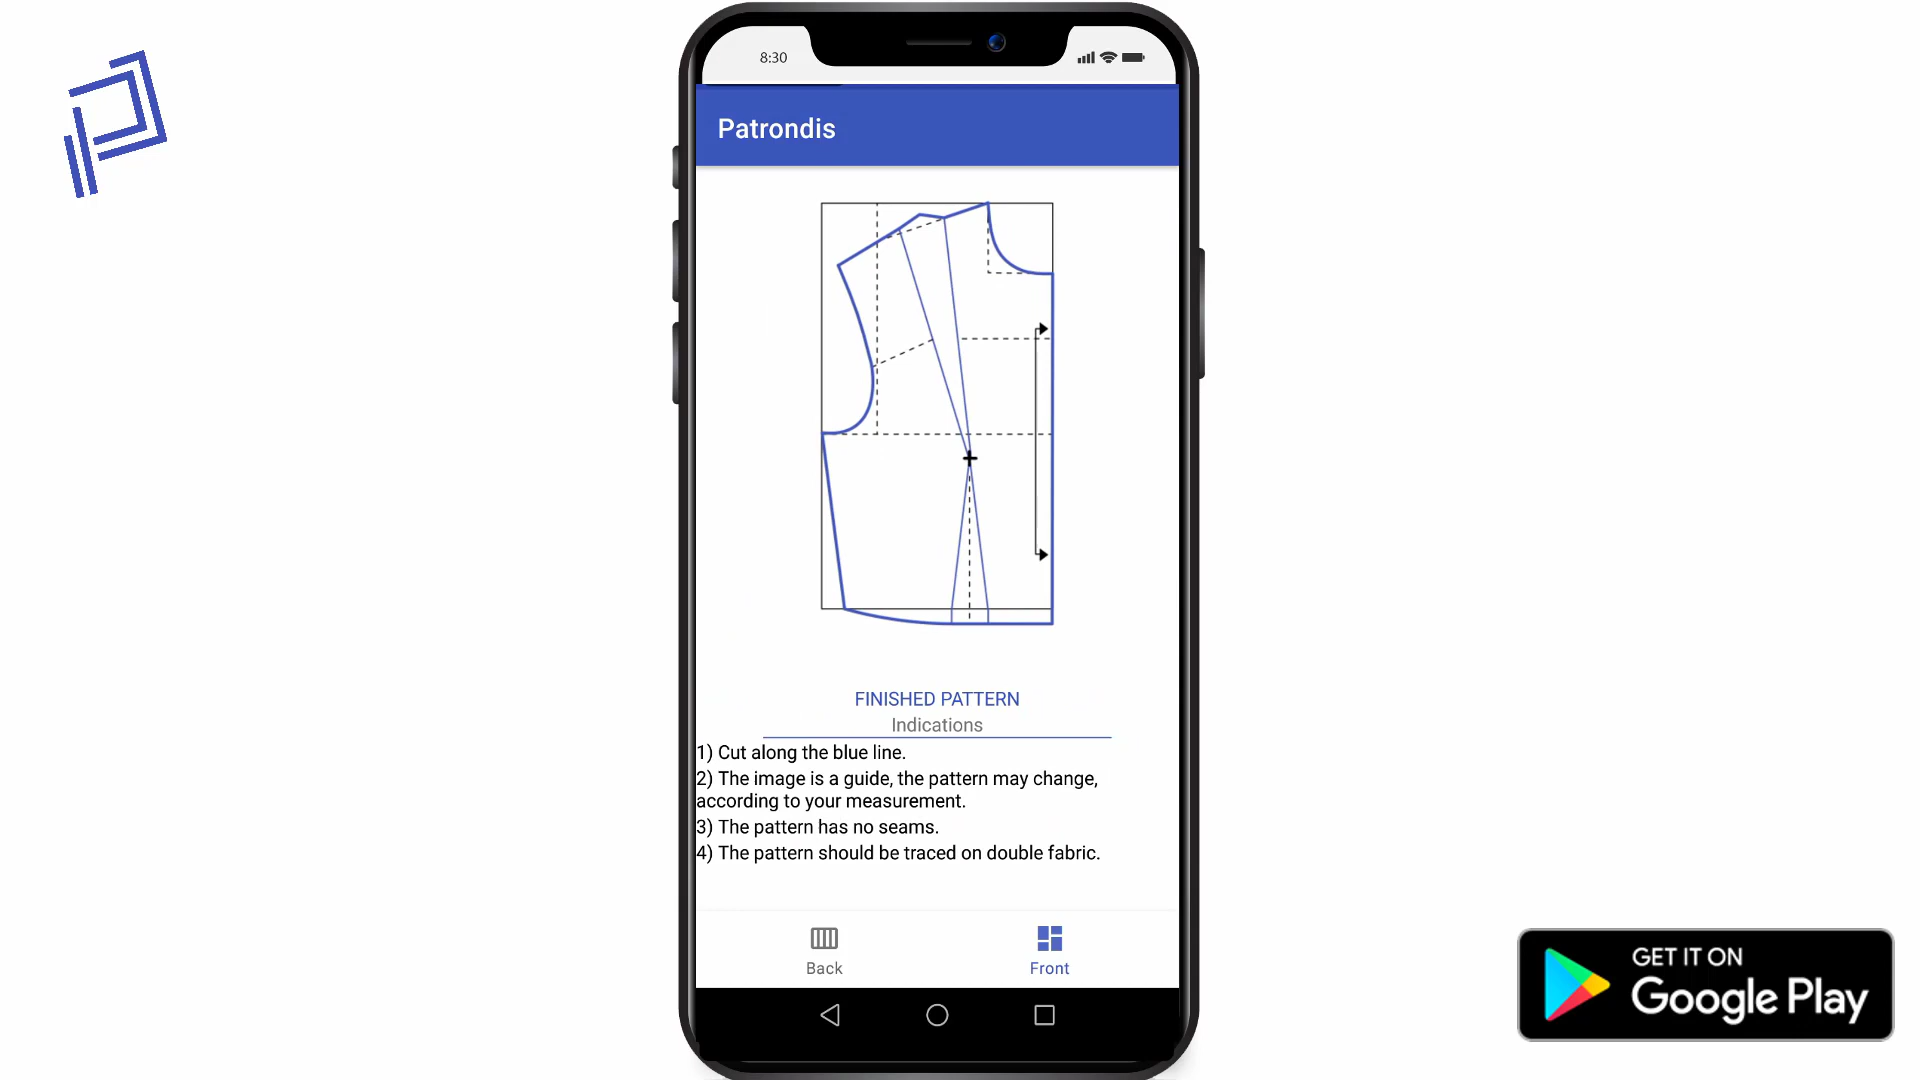 8:30
Patrondis
FINISHED PATTERN
Indications
1) Cut along the blue line.
2) The image is a guide, the pattern may change,
according to your measurement.
3) The pattern has no seams.
4) The pattern should be traced on double fabric.
Back
Front
GET IT ON
Google Play